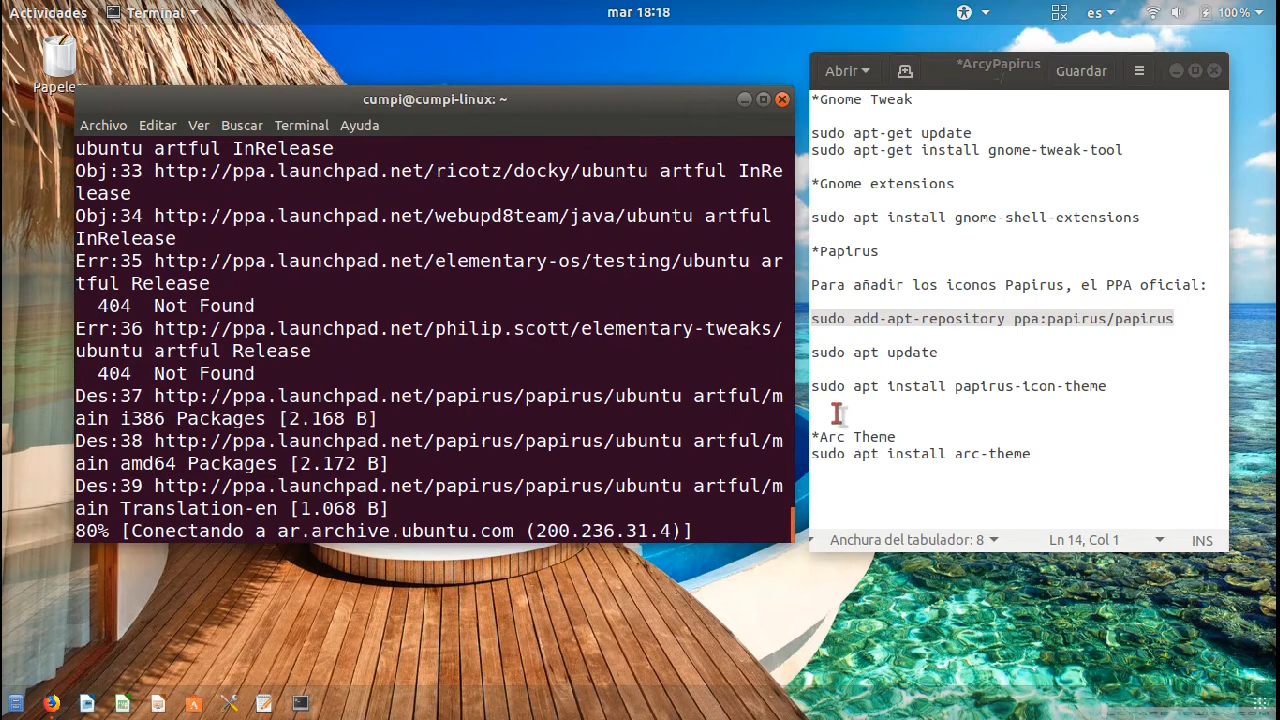 Actividades
Terminal
mar 18:18
es
100%
cumpi@cumpi-linux: ~
Archivo Editar Ver Buscar Terminal Ayuda
ubuntu artful InRelease
Obj:33 http://ppa.launchpad.net/ricotz/docky/ubuntu artful InRe
lease
Obj:34 http://ppa.launchpad.net/webupd8team/java/ubuntu artful
InRelease
Err:35 http://ppa.launchpad.net/elementary-os/testing/ubuntu ar
tful Release
404  Not Found
Err:36 http://ppa.launchpad.net/philip.scott/elementary-tweaks/
ubuntu artful Release
404  Not Found
Des:37 http://ppa.launchpad.net/papirus/papirus/ubuntu artful/m
ain i386 Packages [2.168 B]
Des:38 http://ppa.launchpad.net/papirus/papirus/ubuntu artful/m
ain amd64 Packages [2.172 B]
Des:39 http://ppa.launchpad.net/papirus/papirus/ubuntu artful/m
ain Translation-en [1.068 B]
80% [Conectando a ar.archive.ubuntu.com (200.236.31.4)]
Abrir
*ArcyPapirus
Guardar
*Gnome Tweak
sudo apt-get update
sudo apt-get install gnome-tweak-tool
*Gnome extensions
sudo apt install gnome-shell-extensions
*Papirus
Para añadir los iconos Papirus, el PPA oficial:
sudo add-apt-repository ppa:papirus/papirus
sudo apt update
sudo apt install papirus-icon-theme
*Arc Theme
sudo apt install arc-theme
Anchura del tabulador: 8
Ln 14, Col 1
INS